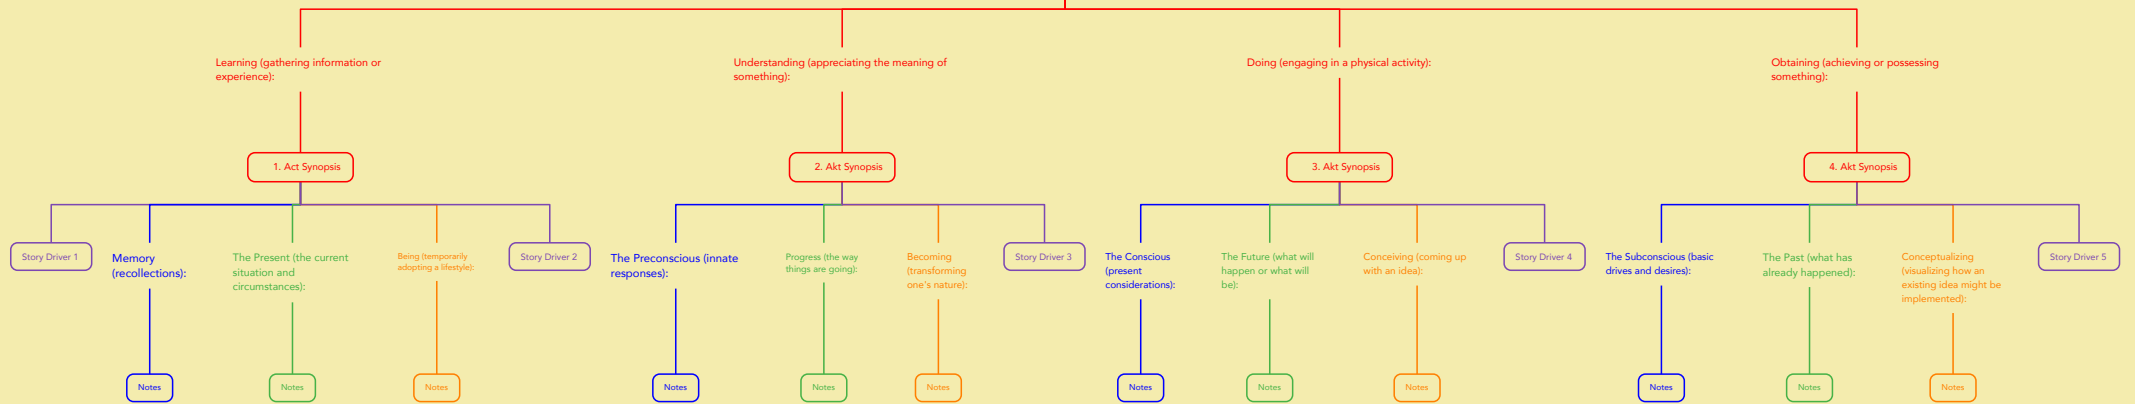 Learning (gathering information or
experience):
Understanding (appreciating the meaning of
something):
Doing (engaging in a physical activity):
Obtaining (achieving or possessing
something):
1. Act Synopsis
2. Akt Synopsis
3. Akt Synopsis
4. Akt Synopsis
Story Driver 1
Memory
(recollections):
The Present (the current
situation and
circumstances):
Being (temporarily
adopting a lifestyle):
Story Driver 2
The Preconscious (innate
responses):
Progress (the way
things are going):
Becoming
(transforming
one's nature):
Story Driver 3
The Conscious
(present
considerations):
The Future (what will
happen or what will
be):
Conceiving (coming up
with an idea):
Story Driver 4
The Subconscious (basic
drives and desires):
The Past (what has
already happened):
Conceptualizing
(visualizing how an
existing idea might be
implemented):
Story Driver 5
Notes
Notes
Notes
Notes
Notes
Notes
Notes
Notes
Notes
Notes
Notes
Notes